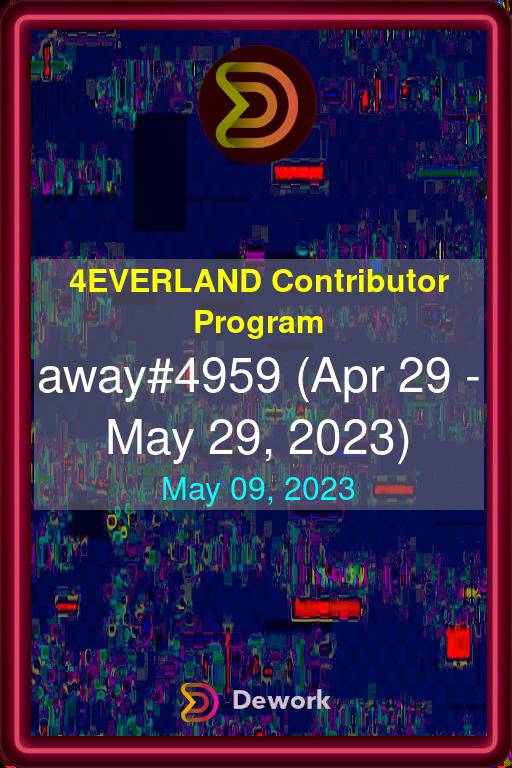 4EVERLAND Contributor
Program
away#4959 (Apr 29 -
May 29, 2023)
May 09, 2023
Dework